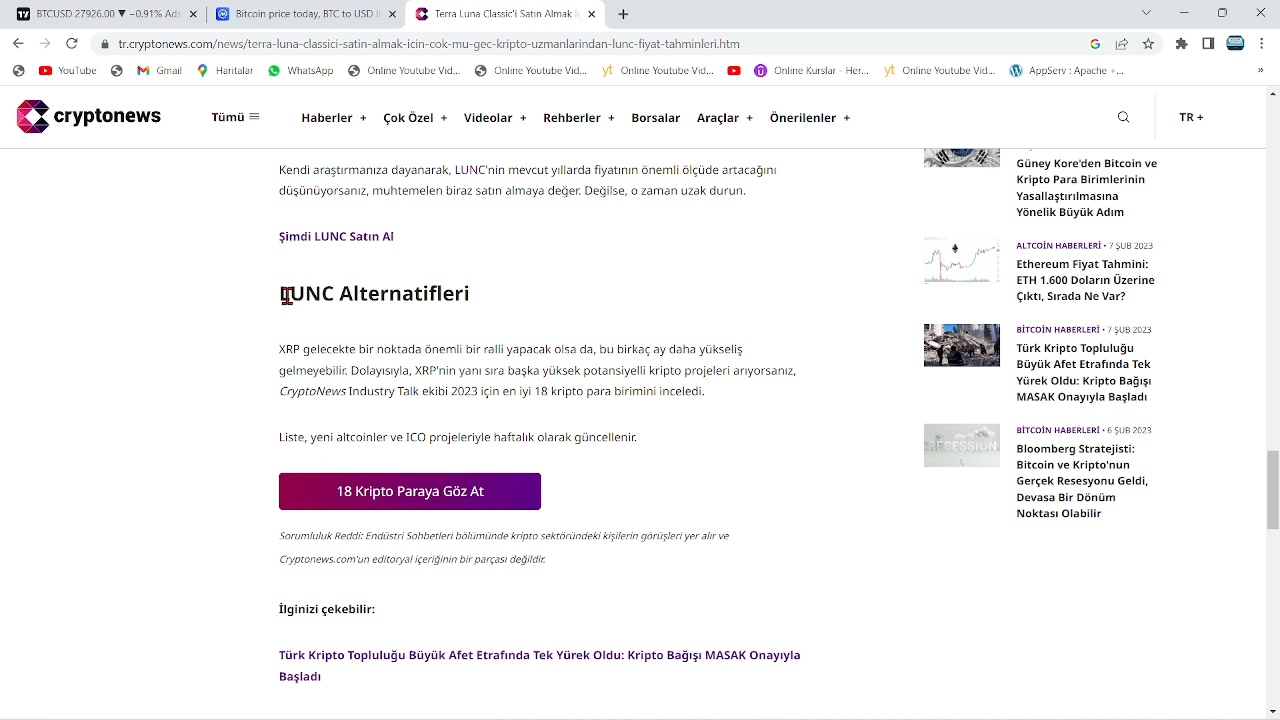 BTCUSD 27926.00 ▼ −0.91% Ads
Bitcoin price today, BTC to USD li
Terra Luna Classic'i Satın Almak İç
tr.cryptonews.com/news/terra-luna-classici-satin-almak-icin-cok-mu-gec-kripto-uzmanlarindan-lunc-fiyat-tahminleri.htm
YouTube
Gmail
Haritalar
WhatsApp
Online Youtube Vid...
Online Youtube Vid...
Online Youtube Vid...
Online Kurslar - Her...
Online Youtube Vid...
AppServ : Apache +...
»
cryptonews
Tümü
Haberler +
Çok Özel +
Videolar +
Rehberler +
Borsalar
Araçlar +
Önerilenler +
TR +
Kendi araştırmanıza dayanarak, LUNC'nin mevcut yıllarda fiyatının önemli ölçüde artacağını
düşünüyorsanız, muhtemelen biraz satın almaya değer. Değilse, o zaman uzak durun.
Şimdi LUNC Satın Al
LUNC Alternatifleri
XRP gelecekte bir noktada önemli bir ralli yapacak olsa da, bu birkaç ay daha yükseliş
gelmeyebilir. Dolayısıyla, XRP'nin yanı sıra başka yüksek potansiyelli kripto projeleri arıyorsanız,
CryptoNews Industry Talk ekibi 2023 için en iyi 18 kripto para birimini inceledi.
Liste, yeni altcoinler ve ICO projeleriyle haftalık olarak güncellenir.
18 Kripto Paraya Göz At
Sorumluluk Reddi: Endüstri Sohbetleri bölümünde kripto sektöründeki kişilerin görüşleri yer alır ve
Cryptonews.com'un editoryal içeriğinin bir parçası değildir.
İlginizi çekebilir:
Türk Kripto Topluluğu Büyük Afet Etrafında Tek Yürek Oldu: Kripto Bağışı MASAK Onayıyla
Başladı
Güney Kore'den Bitcoin ve
Kripto Para Birimlerinin
Yasallaştırılmasına
Yönelik Büyük Adım
ALTCOİN HABERLERİ • 7 ŞUB 2023
Ethereum Fiyat Tahmini:
ETH 1.600 Doların Üzerine
Çıktı, Sırada Ne Var?
BİTCOİN HABERLERİ • 7 ŞUB 2023
Türk Kripto Topluluğu
Büyük Afet Etrafında Tek
Yürek Oldu: Kripto Bağışı
MASAK Onayıyla Başladı
RECESSION
BİTCOİN HABERLERİ • 6 ŞUB 2023
Bloomberg Stratejisti:
Bitcoin ve Kripto'nun
Gerçek Resesyonu Geldi,
Devasa Bir Dönüm
Noktası Olabilir